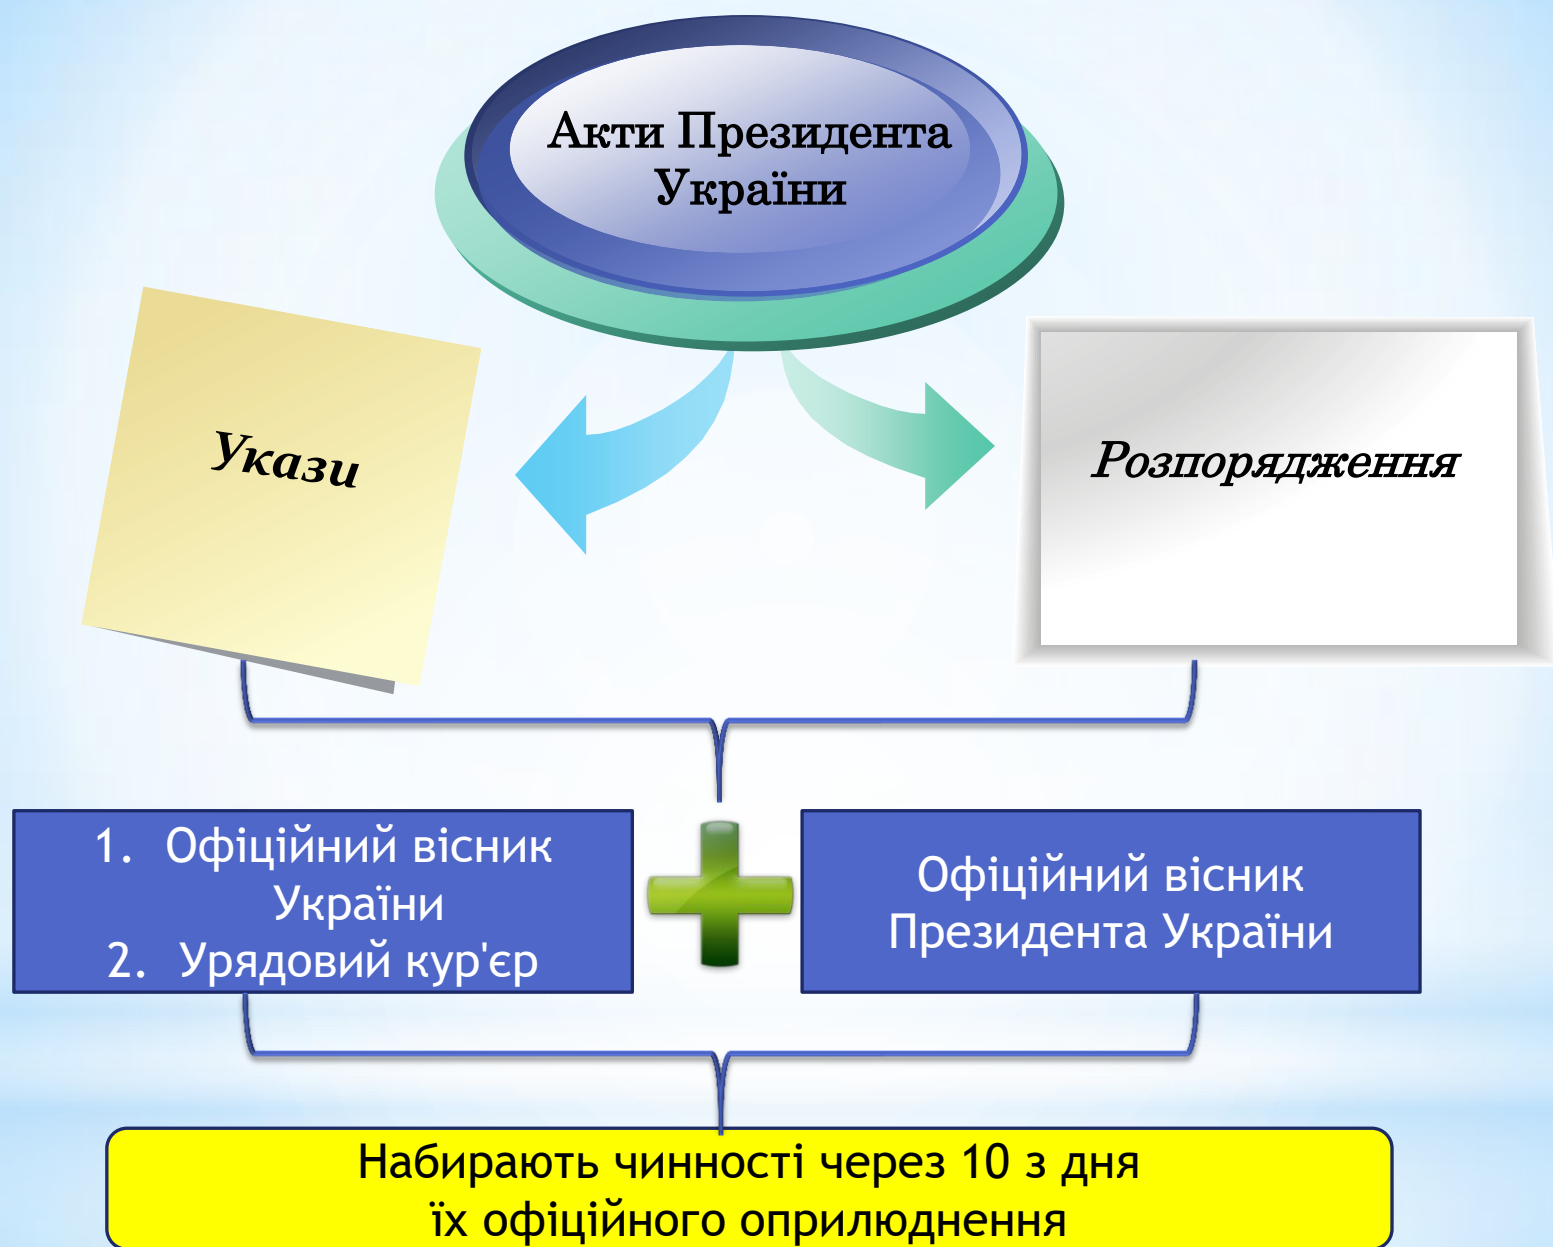 Акти Президента
України
Укази
Розпорядження
1. Офіційний вісник
України
2. Урядовий кур'єр
Офіційний вісник
Президента України
Набирають чинності через 10 з дня
їх офіційного оприлюднення